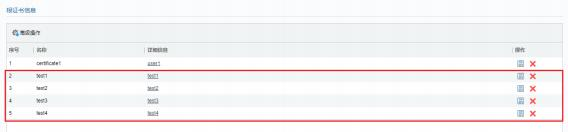 根证书信息
高级操作
序号 名称 详细信息 操作
1 certificate1 user1
2 test1 test1
3 test2 test2
4 test3 test3
5 test4 test4